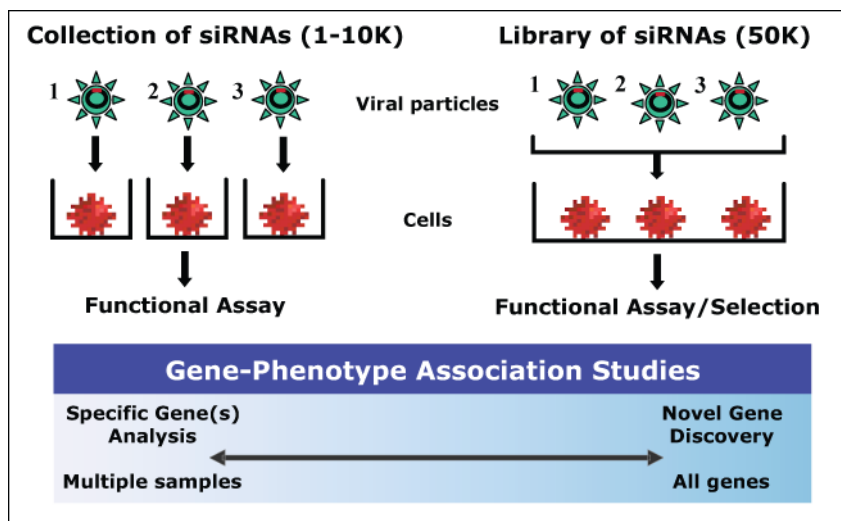 Collection of siRNAs (1-10K)
Library of siRNAs (50K)
1
2
3
Viral particles
1
2
3
Cells
Functional Assay
Functional Assay/Selection
Gene-Phenotype Association Studies
Specific Gene(s)
Analysis
Novel Gene
Discovery
Multiple samples
All genes